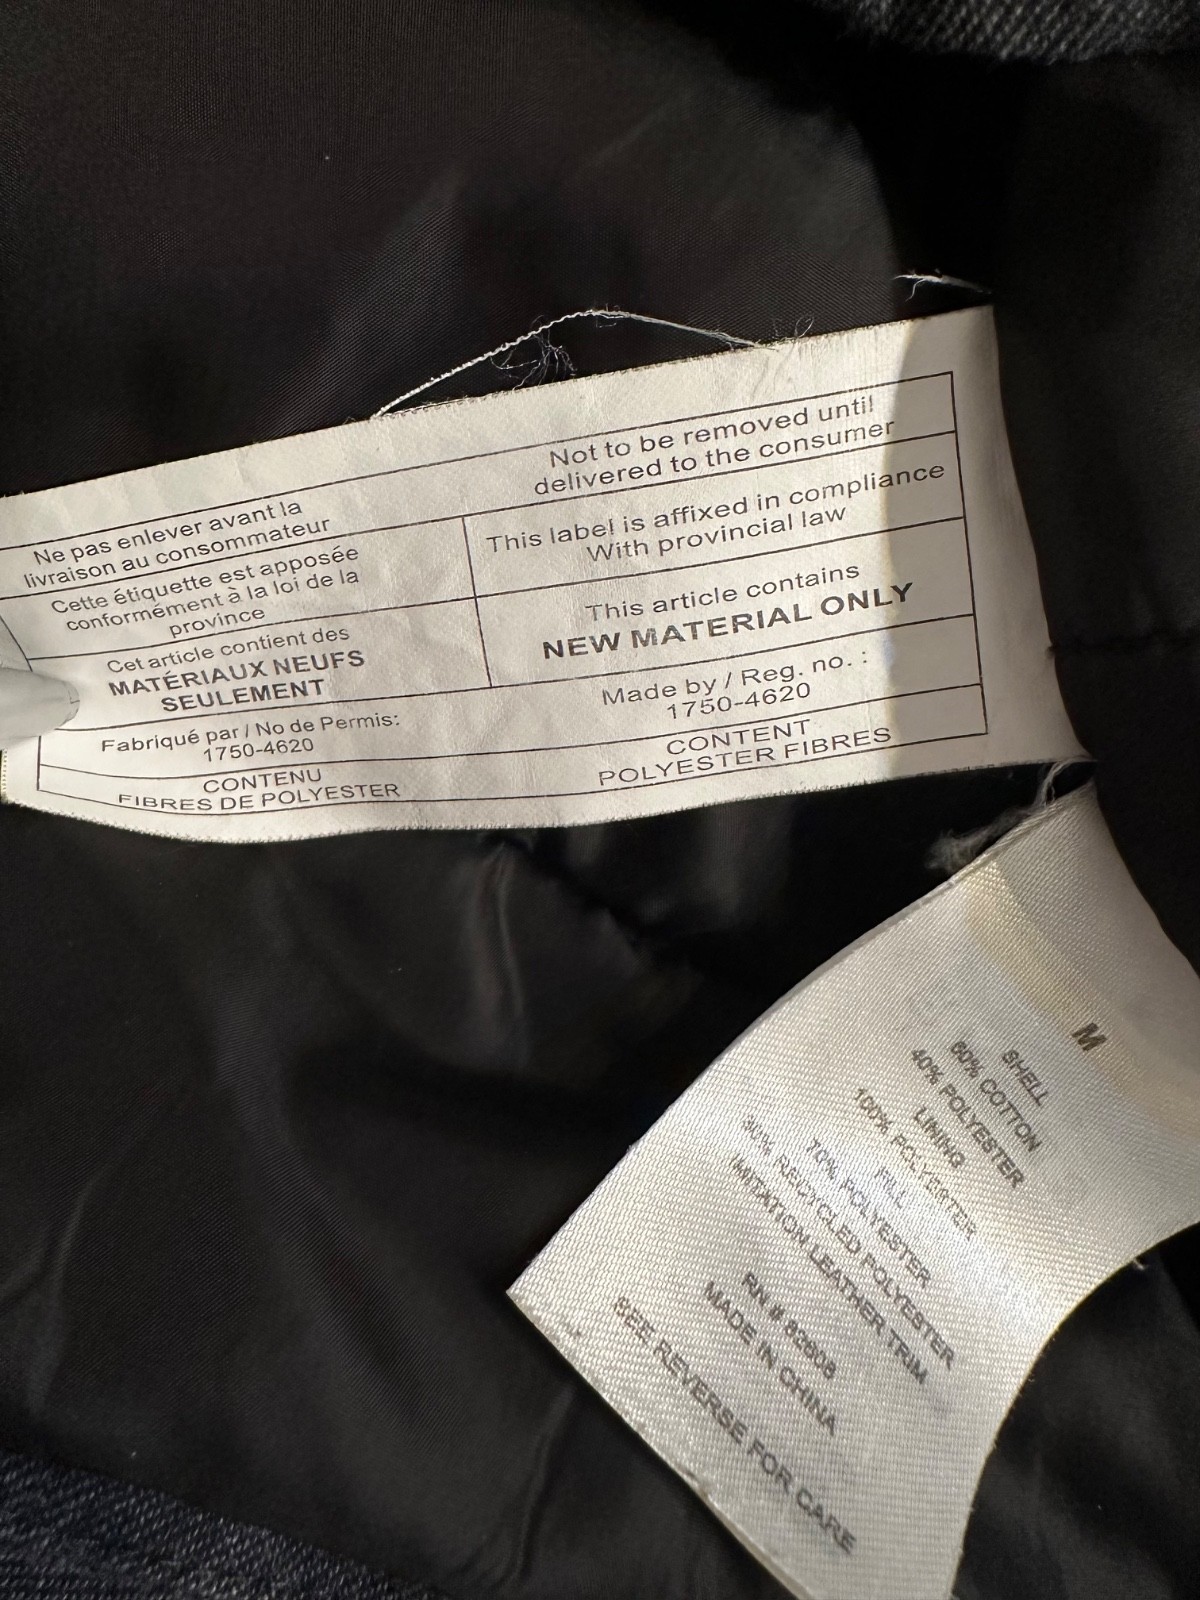 Ne pas enlever avant la
livraison au consommateur
Not to be removed until
delivered to the consumer
Cette étiquette est apposée
conformément à la loi de la
province
This label is affixed in compliance
With provincial law
Cet article contient des
MATÉRIAUX NEUFS
SEULEMENT
This article contains
NEW MATERIAL ONLY
Fabriqué par / No de Permis:
1750-4620
Made by / Reg. no. :
1750-4620
CONTENU
FIBRES DE POLYESTER
CONTENT
POLYESTER FIBRES
M
SHELL
60% COTTON
40% POLYESTER
LINING
100% POLYESTER
FILL
70% POLYESTER
30% RECYCLED POLYESTER
IMITATION LEATHER TRIM
RN # 82608
MADE IN CHINA
SEE REVERSE FOR CARE